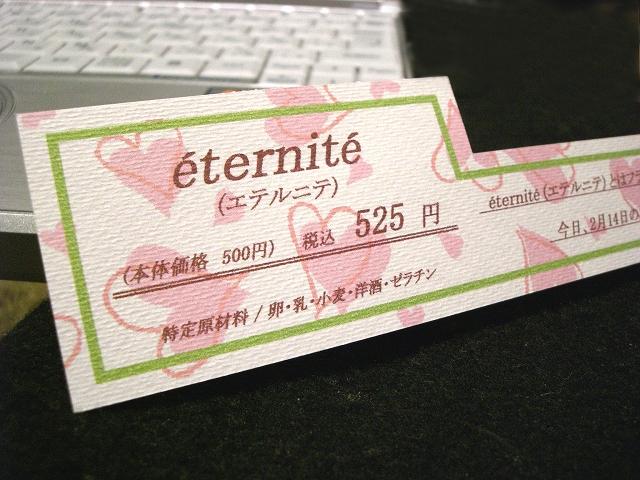 éternité
(エテルニテ)
(本体価格 500円) 税込 525 円
特定原材料 / 卵・乳・小麦・洋酒・ゼラチン
éternité (エテルニテ) とはフラ
今日、2月14日の